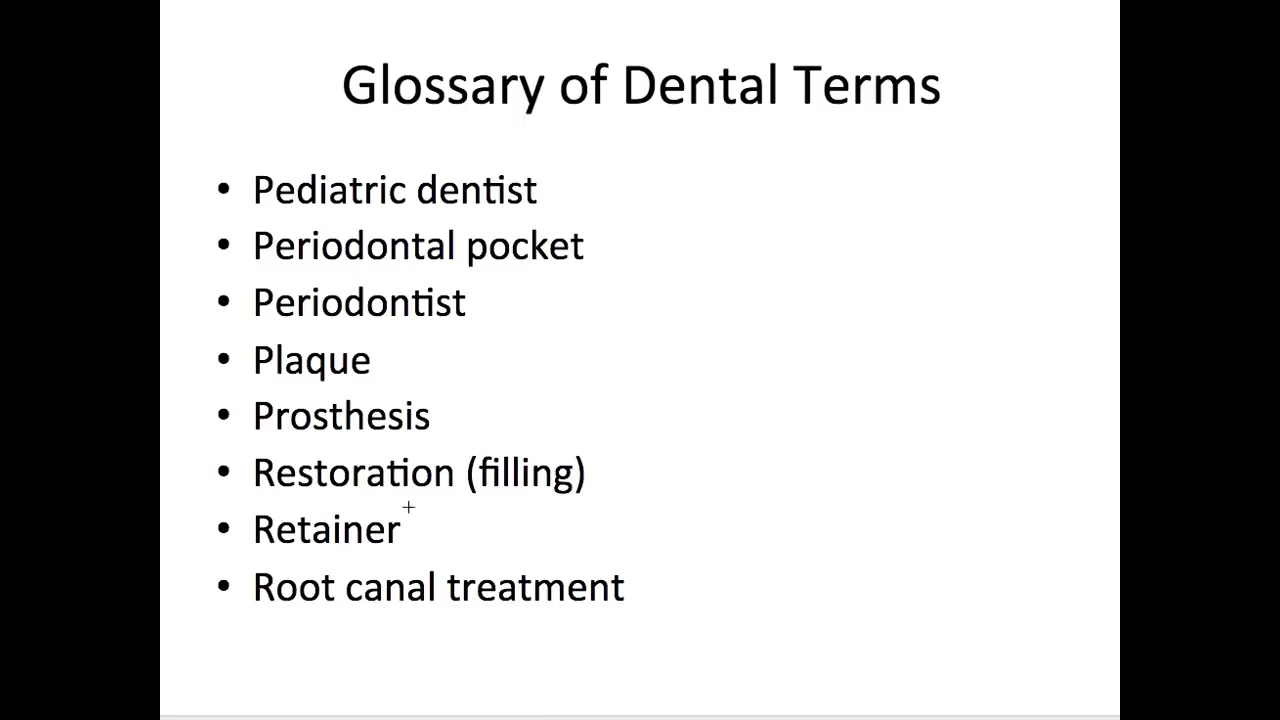 Glossary of Dental Terms
• Pediatric dentist
• Periodontal pocket
• Periodontist
• Plaque
• Prosthesis
• Restoration (filling)
• Retainer
• Root canal treatment